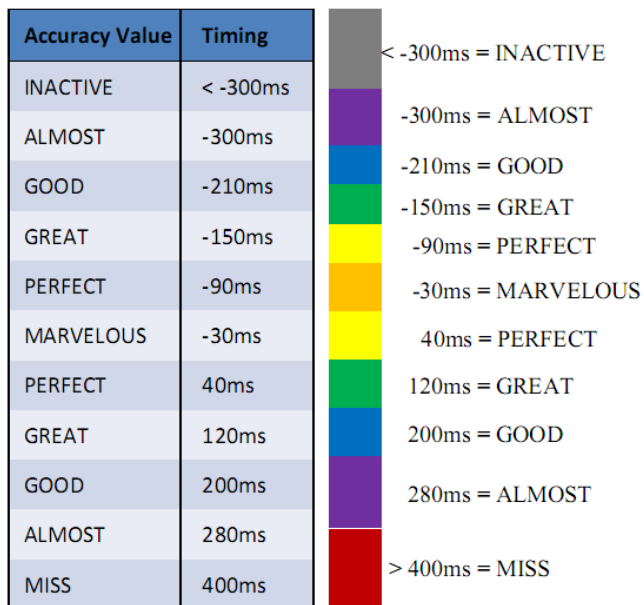 Accuracy Value Timing
INACTIVE < -300ms
ALMOST -300ms
GOOD -210ms
GREAT -150ms
PERFECT -90ms
MARVELOUS -30ms
PERFECT 40ms
GREAT 120ms
GOOD 200ms
ALMOST 280ms
MISS 400ms
< -300ms = INACTIVE
-300ms = ALMOST
-210ms = GOOD
-150ms = GREAT
-90ms = PERFECT
-30ms = MARVELOUS
40ms = PERFECT
120ms = GREAT
200ms = GOOD
280ms = ALMOST
> 400ms = MISS